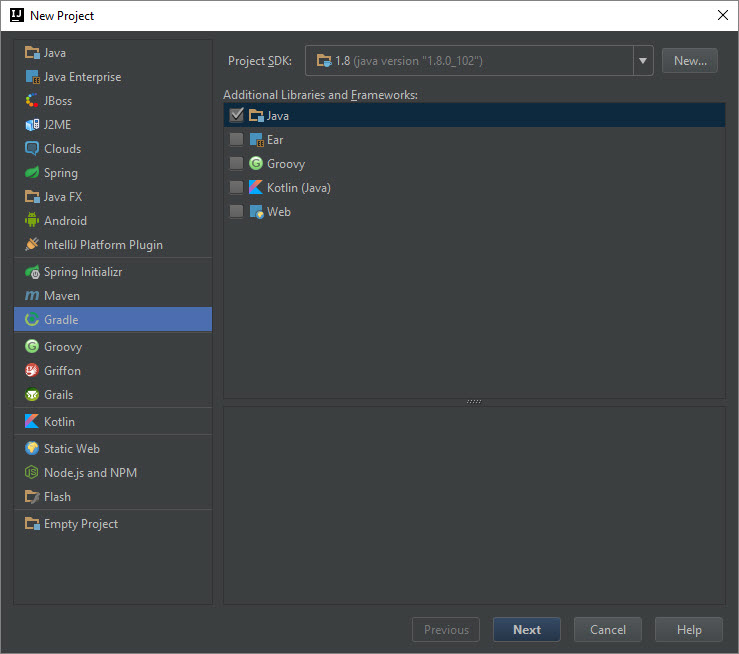 New Project
Java
Java Enterprise
JBoss
J2ME
Clouds
Spring
Java FX
Android
IntelliJ Platform Plugin
Spring Initializr
Maven
Gradle
Groovy
Griffon
Grails
Kotlin
Static Web
Node.js and NPM
Flash
Empty Project
Project SDK: 1.8 (java version "1.8.0_102") New...
Additional Libraries and Frameworks:
Java
Ear
Groovy
Kotlin (Java)
Web
Previous Next Cancel Help